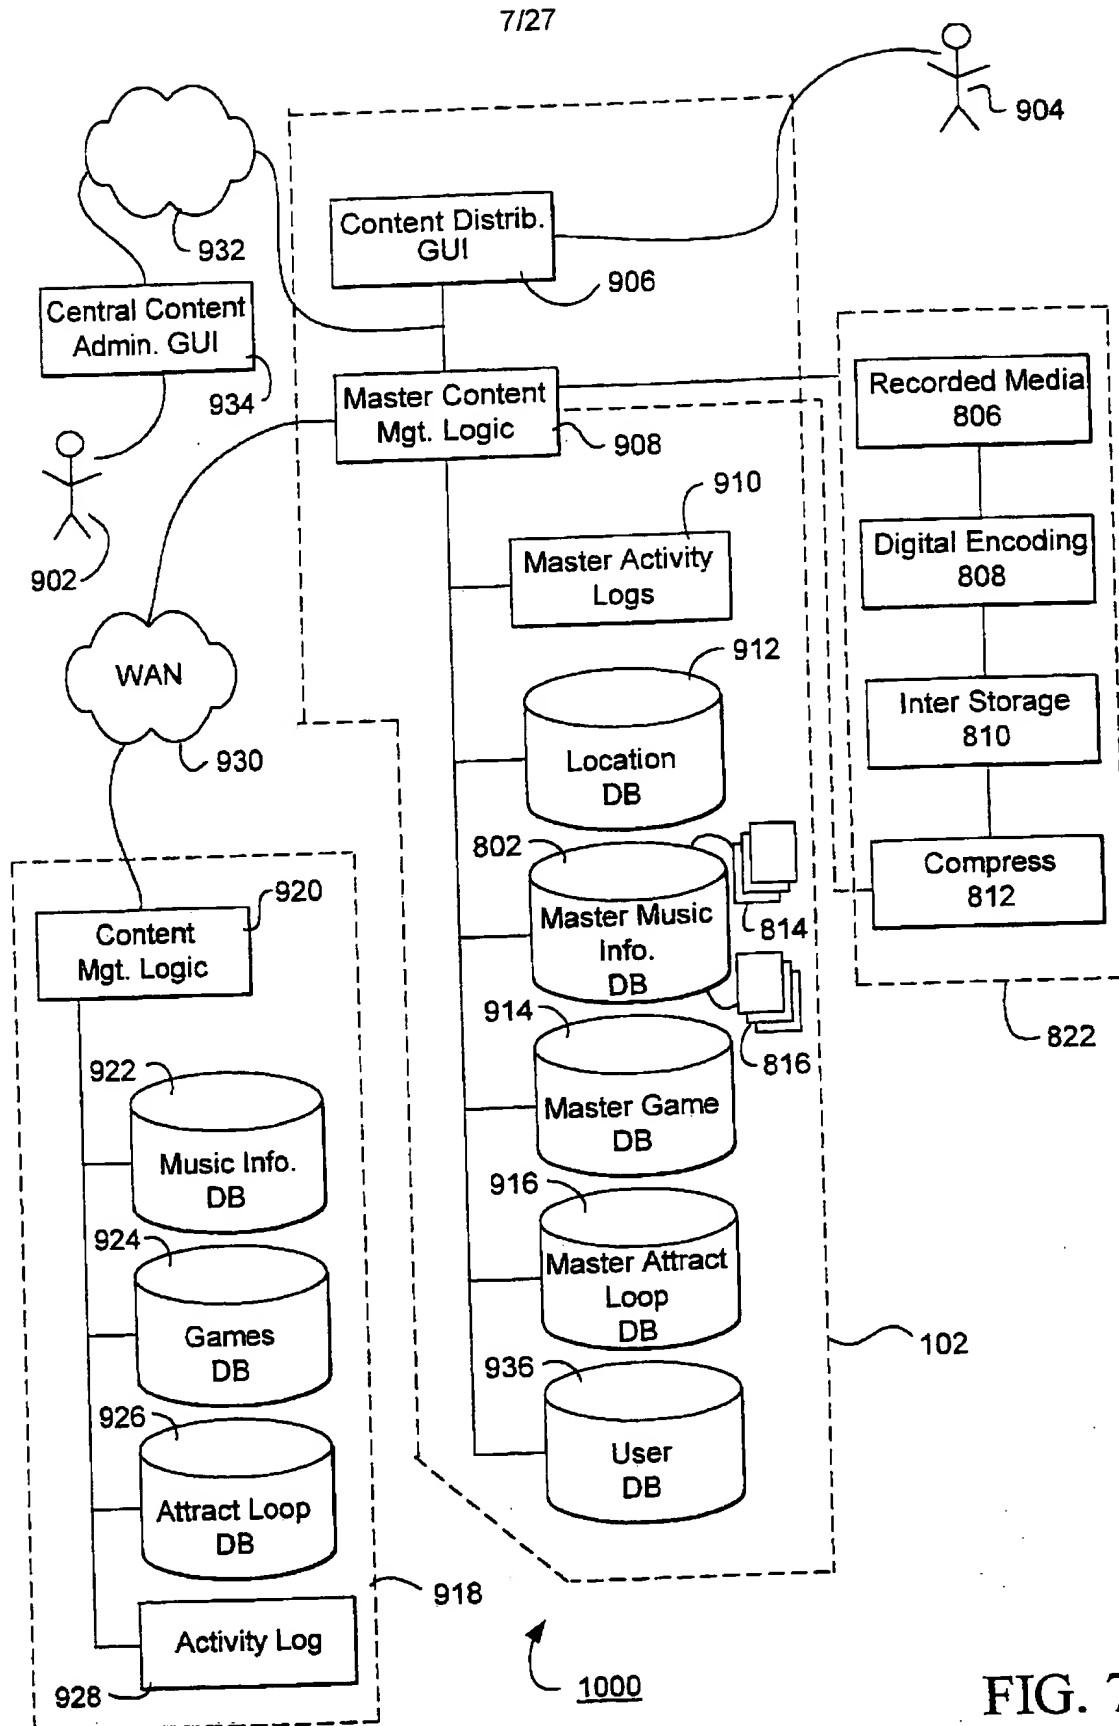 7/27
904
932
Content Distrib.
GUI
906
Central Content
Admin. GUI
934
Master Content
Mgt. Logic
908
Recorded Media
806
902
910
Master Activity
Logs
Digital Encoding
808
WAN
930
912
Location
DB
Inter Storage
810
802
Master Music
Info.
DB
814
Compress
812
920
Content
Mgt. Logic
914
816
822
Master Game
DB
922
Music Info.
DB
916
Master Attract
Loop
DB
924
Games
DB
102
936
User
DB
926
Attract Loop
DB
918
Activity Log
928
1000
FIG. 7